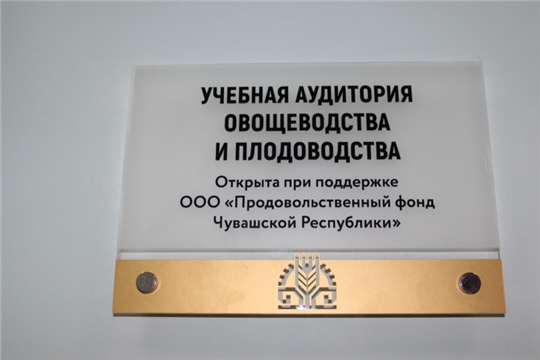 УЧЕБНАЯ АУДИТОРИЯ
ОВОЩЕВОДСТВА
И ПЛОДОВОДСТВА
Открыта при поддержке
ООО «Продовольственный фонд
Чувашской Республики»